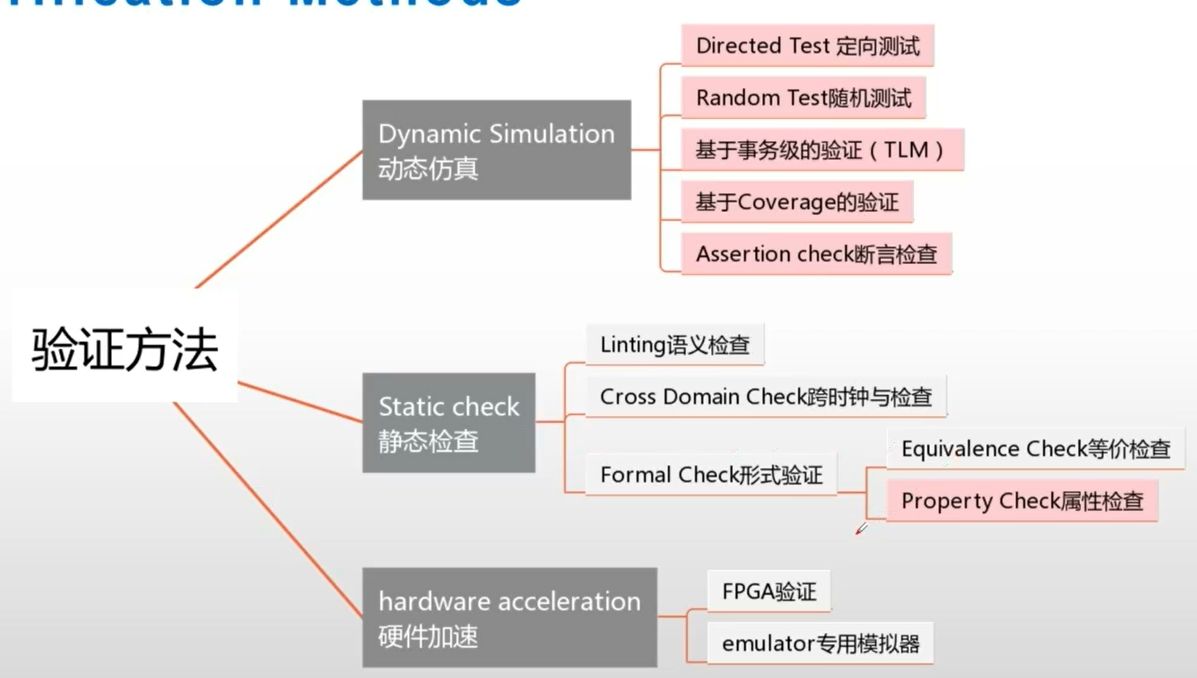 Dynamic Simulation
动态仿真
Directed Test 定向测试
Random Test随机测试
基于事务级的验证（TLM）
基于Coverage的验证
Assertion check断言检查
验证方法
Static check
静态检查
Linting语义检查
Cross Domain Check跨时钟与检查
Formal Check形式验证
Equivalence Check等价检查
Property Check属性检查
hardware acceleration
硬件加速
FPGA验证
emulator专用模拟器